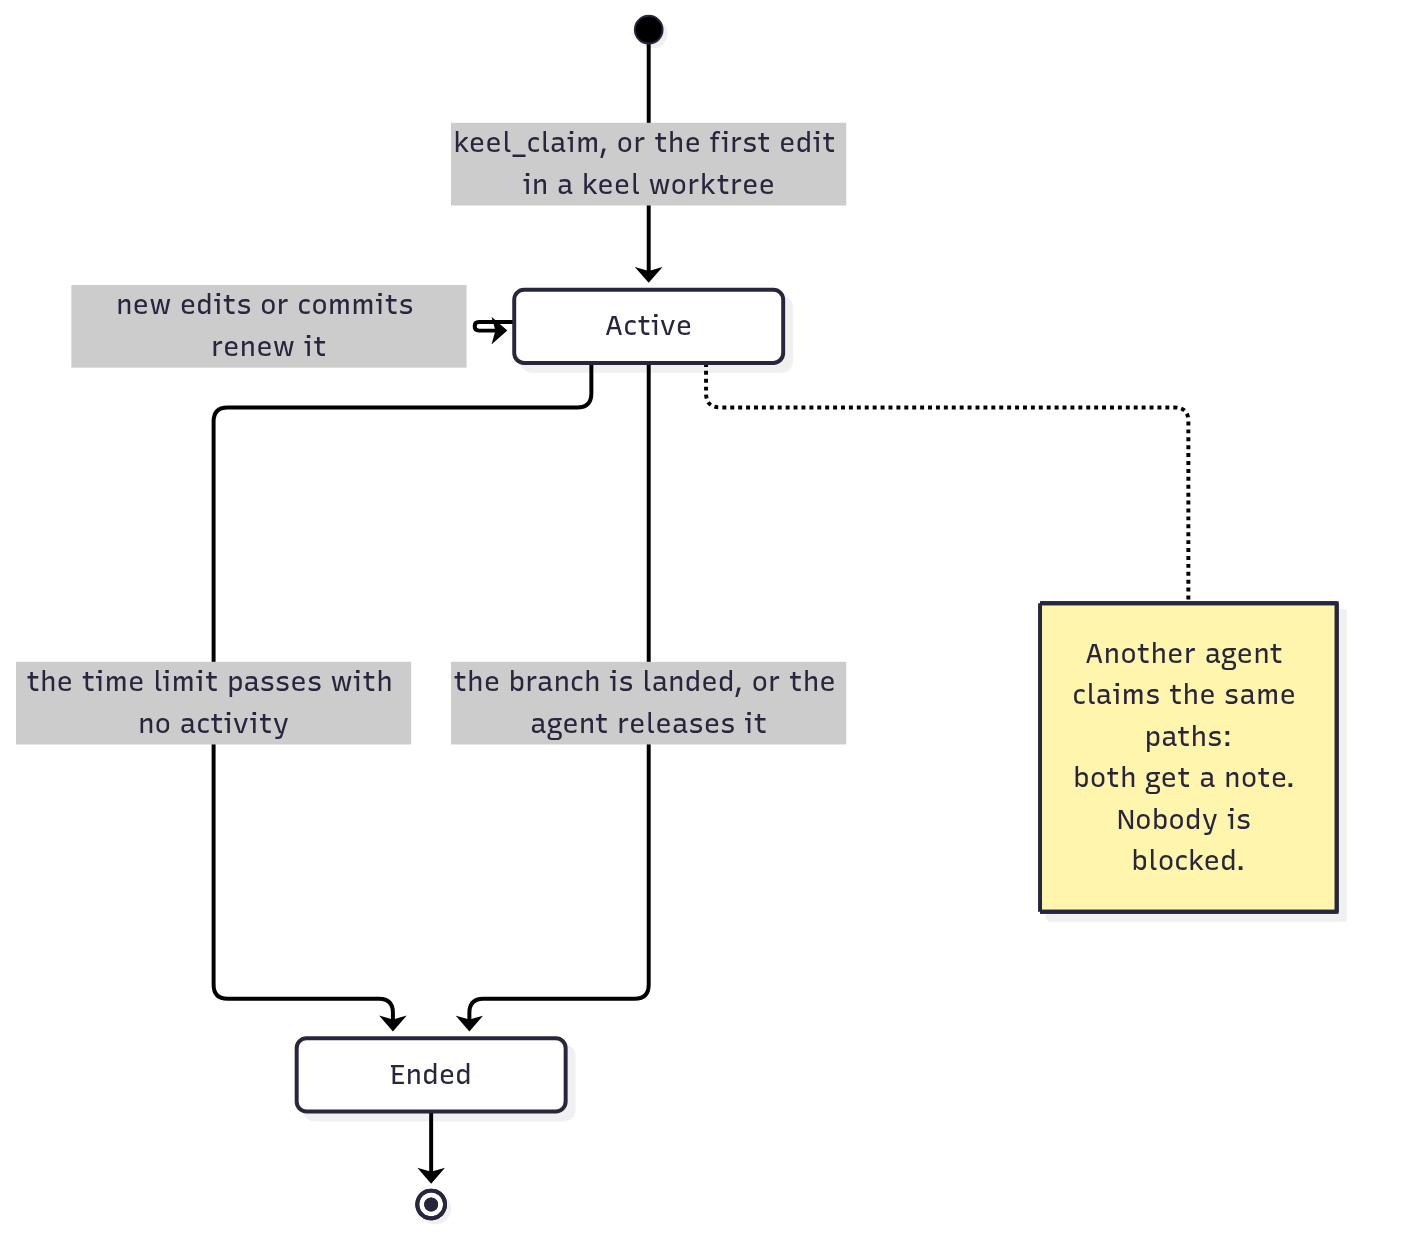 keel_claim, or the first edit
in a keel worktree
new edits or commits
renew it
Active
the time limit passes with
no activity
the branch is landed, or the
agent releases it
Another agent
claims the same
paths:
both get a note.
Nobody is
blocked.
Ended